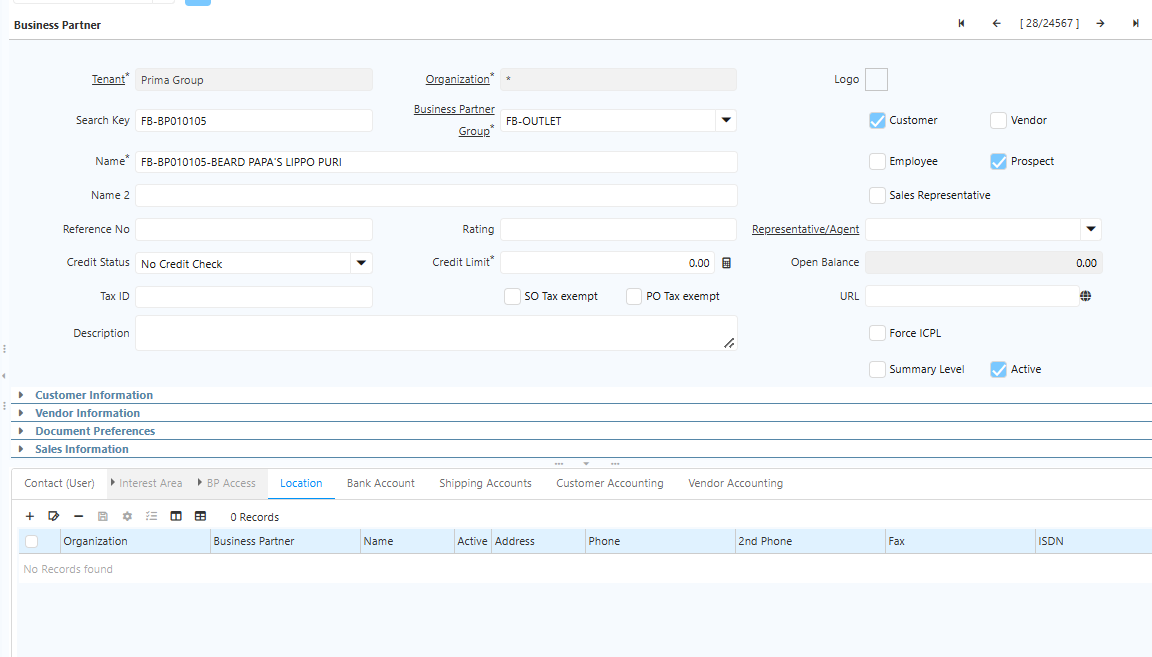 Business Partner
[ 28/24567 ]
Tenant* Prima Group Organization* * Logo
Search Key FB-BP010105 Business Partner Group* FB-OUTLET Customer Vendor
Name* FB-BP010105-BEARD PAPA'S LIPPO PURI Employee Prospect
Name 2 Sales Representative
Reference No Rating Representative/Agent
Credit Status No Credit Check Credit Limit* 0.00 Open Balance 0.00
Tax ID SO Tax exempt PO Tax exempt URL
Description Force ICPL
Summary Level Active
Customer Information
Vendor Information
Document Preferences
Sales Information
Contact (User) Interest Area BP Access Location Bank Account Shipping Accounts Customer Accounting Vendor Accounting
0 Records
Organization Business Partner Name Active Address Phone 2nd Phone Fax ISDN
No Records found